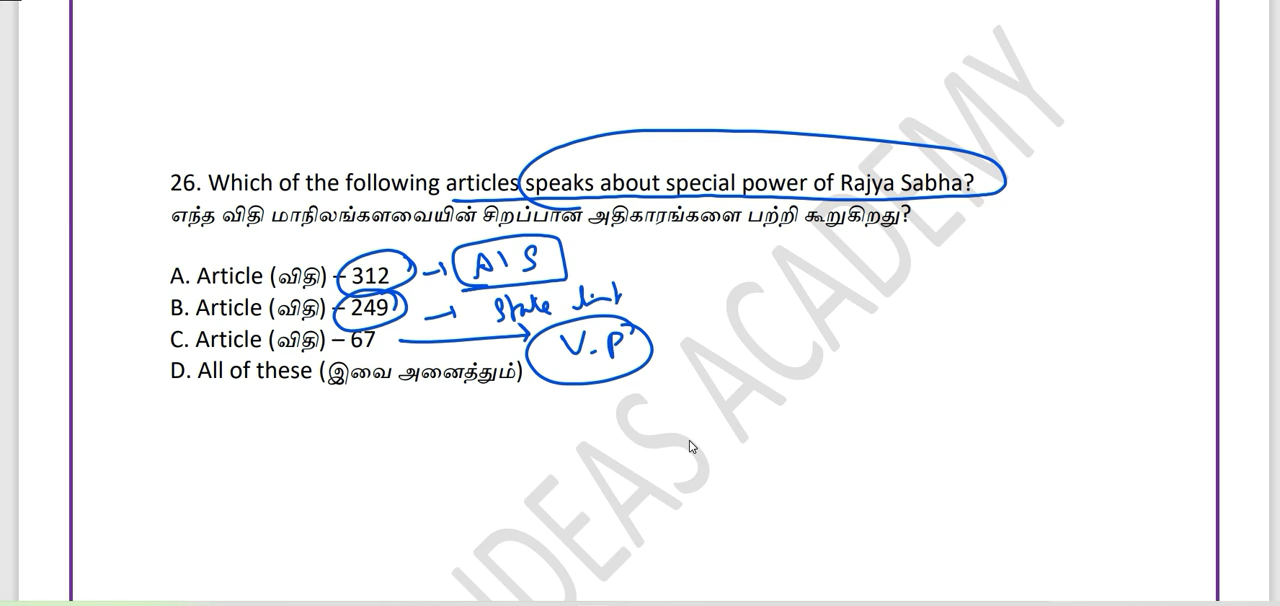 26. Which of the following articles speaks about special power of Rajya Sabha?
எந்த விதி மாநிலங்களவையின் சிறப்பான அதிகாரங்களை பற்றி கூறுகிறது?
A. Article (விதி) – 312 → AIS
B. Article (விதி) – 249 → State list
C. Article (விதி) – 67 → V.P
D. All of these (இவை அனைத்தும்)
IDEAS ACADEMY